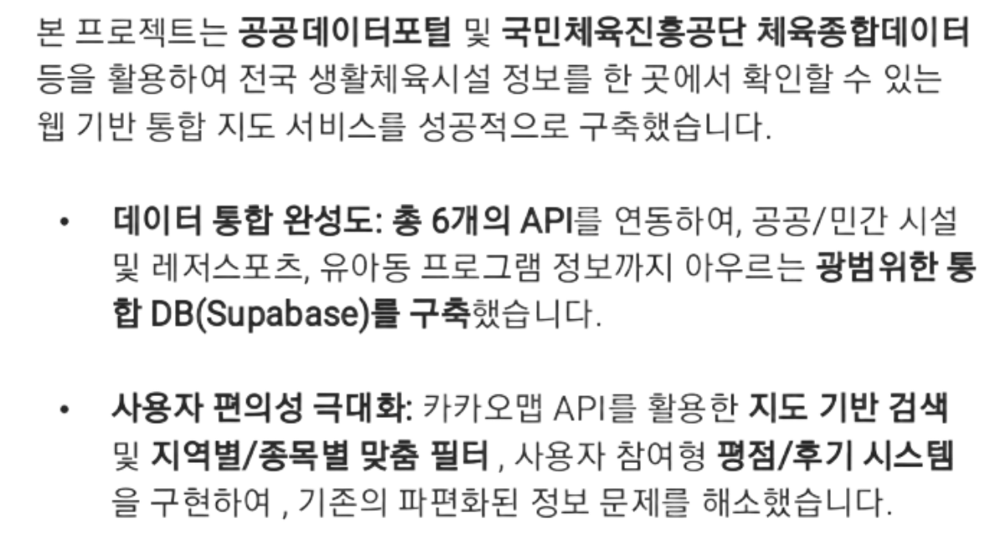 본 프로젝트는 공공데이터포털 및 국민체육진흥공단 체육종합데이터
등을 활용하여 전국 생활체육시설 정보를 한 곳에서 확인할 수 있는
웹 기반 통합 지도 서비스를 성공적으로 구축했습니다.
• 데이터 통합 완성도: 총 6개의 API를 연동하여, 공공/민간 시설
및 레저스포츠, 유아동 프로그램 정보까지 아우르는 광범위한 통
합 DB(Supabase)를 구축했습니다.
• 사용자 편의성 극대화: 카카오맵 API를 활용한 지도 기반 검색
및 지역별/종목별 맞춤 필터 , 사용자 참여형 평점/후기 시스템
을 구현하여 , 기존의 파편화된 정보 문제를 해소했습니다.